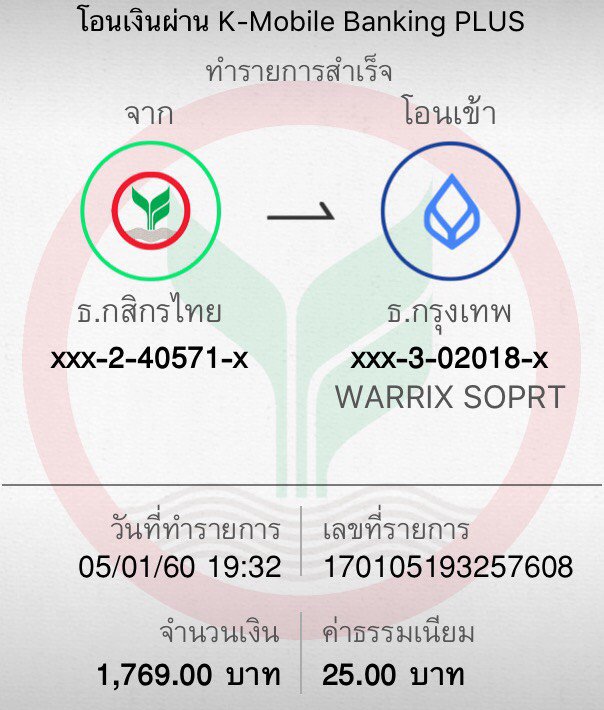 โอนเงินผ่าน K-Mobile Banking PLUS
ทำรายการสำเร็จ
จาก
โอนเข้า
ธ.กสิกรไทย
ธ.กรุงเทพ
xxx-2-40571-x
xxx-3-02018-x
WARRIX SOPRT
วันที่ทำรายการ
เลขที่รายการ
05/01/60 19:32
170105193257608
จำนวนเงิน
ค่าธรรมเนียม
1,769.00 บาท
25.00 บาท